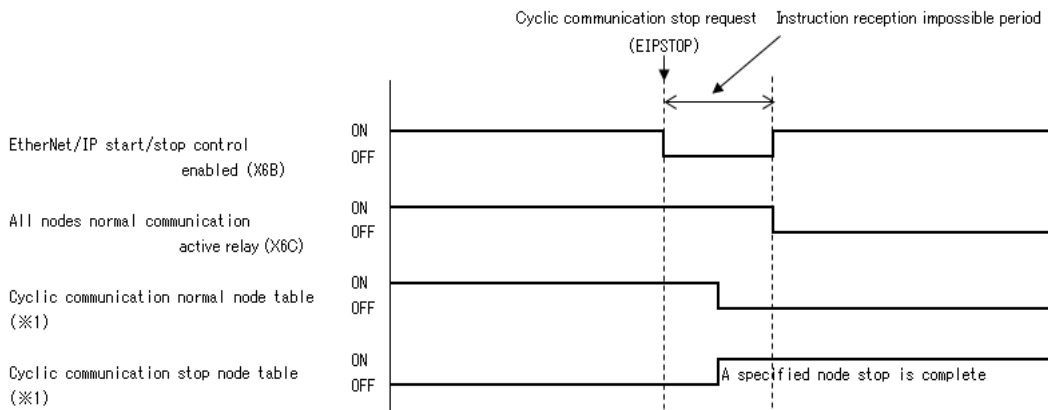 Cyclic communication stop request
(EIPSTOP)
Instruction reception impossible period
EtherNet/IP start/stop control
enabled (X6B)
ON
OFF
All nodes normal communication
active relay (X6C)
ON
OFF
Cyclic communication normal node table
(※1)
ON
OFF
Cyclic communication stop node table
(※1)
ON
OFF
A specified node stop is complete